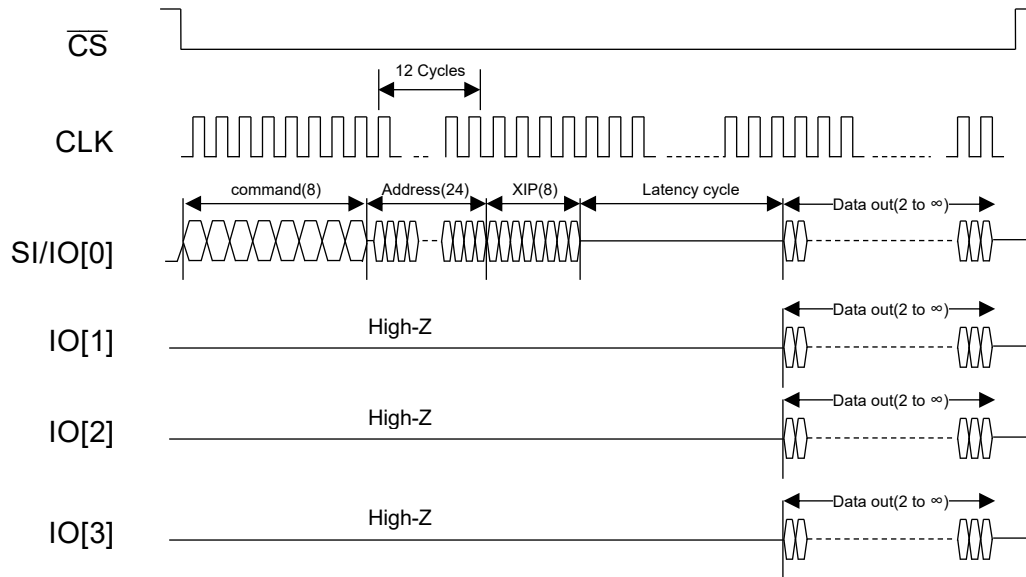 CS
12 Cycles
CLK
command(8)
Address(24)
XIP(8)
Latency cycle
Data out(2 to ∞)
SI/IO[0]
Data out(2 to ∞)
High-Z
IO[1]
Data out(2 to ∞)
High-Z
IO[2]
Data out(2 to ∞)
High-Z
IO[3]